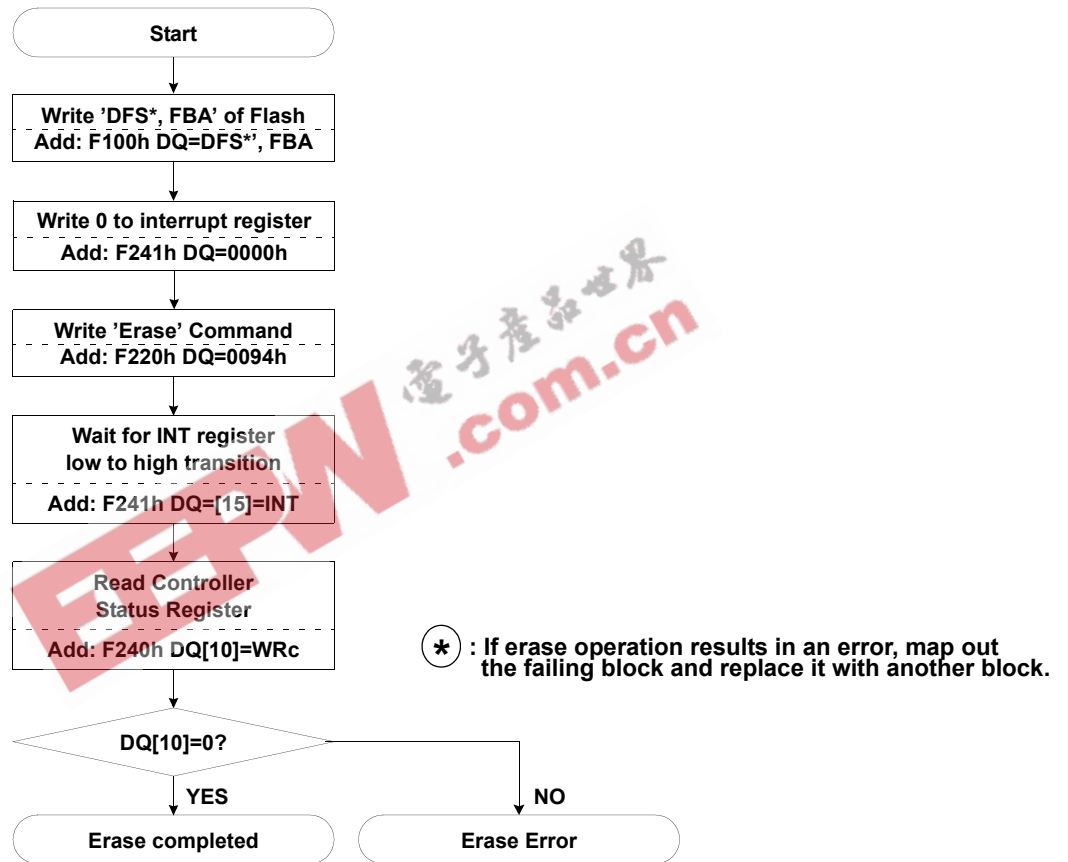 Start
Write ’DFS*, FBA’ of Flash
Add: F100h DQ=DFS*’, FBA
Write 0 to interrupt register
Add: F241h DQ=0000h
Write ’Erase’ Command
Add: F220h DQ=0094h
Wait for INT register
low to high transition
Add: F241h DQ=[15]=INT
Read Controller
Status Register
Add: F240h DQ[10]=WRc
* : If erase operation results in an error, map out
the failing block and replace it with another block.
DQ[10]=0?
YES
NO
Erase completed
Erase Error
EEPW
電子產品世界
.com.cn